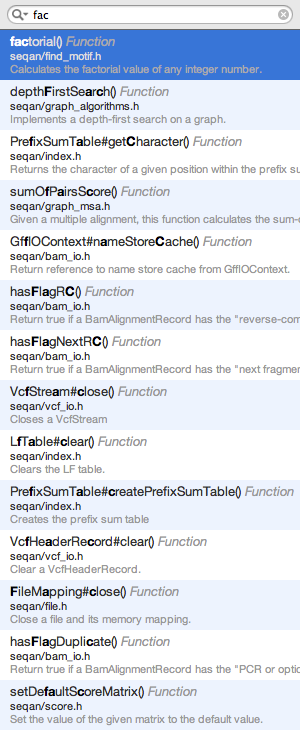 fac
factorial() Function
seqan/find_motif.h
Calculates the factorial value of any integer number.
depthFirstSearch() Function
seqan/graph_algorithms.h
Implements a depth-first search on a graph.
PrefixSumTable#getCharacter() Function
seqan/index.h
Returns the character of a given position within the prefix su
sumOfPairsScore() Function
seqan/graph_msa.h
Given a multiple alignment, this function calculates the sum-o
GffIOContext#nameStoreCache() Function
seqan/bam_io.h
Return reference to name store cache from GffIOContext.
hasFlagRC() Function
seqan/bam_io.h
Return true if a BamAlignmentRecord has the "reverse-com
hasFlagNextRC() Function
seqan/bam_io.h
Return true if a BamAlignmentRecord has the "next fragmen
VcfStream#close() Function
seqan/vcf_io.h
Closes a VcfStream
LfTable#clear() Function
seqan/index.h
Clears the LF table.
PrefixSumTable#createPrefixSumTable() Function
seqan/index.h
Creates the prefix sum table
VcfHeaderRecord#clear() Function
seqan/vcf_io.h
Clear a VcfHeaderRecord.
FileMapping#close() Function
seqan/file.h
Close a file and its memory mapping.
hasFlagDuplicate() Function
seqan/bam_io.h
Return true if a BamAlignmentRecord has the "PCR or optic
setDefaultScoreMatrix() Function
seqan/score.h
Set the value of the given matrix to the default value.